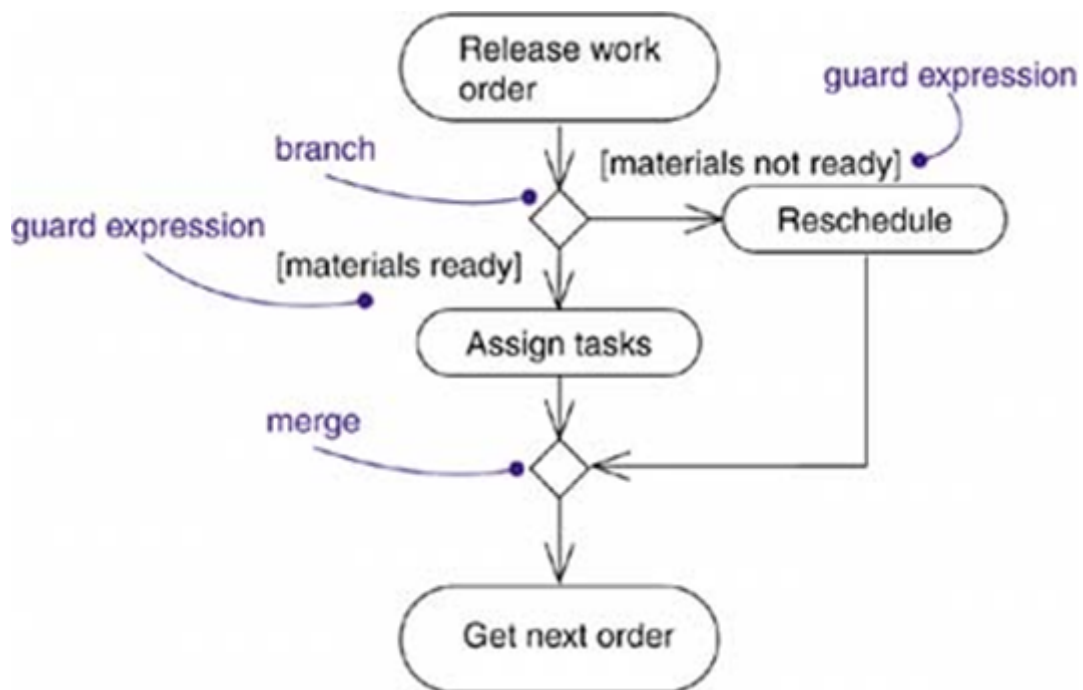 Release work
order
guard expression
branch
[materials not ready]
guard expression
Reschedule
[materials ready]
Assign tasks
merge
Get next order